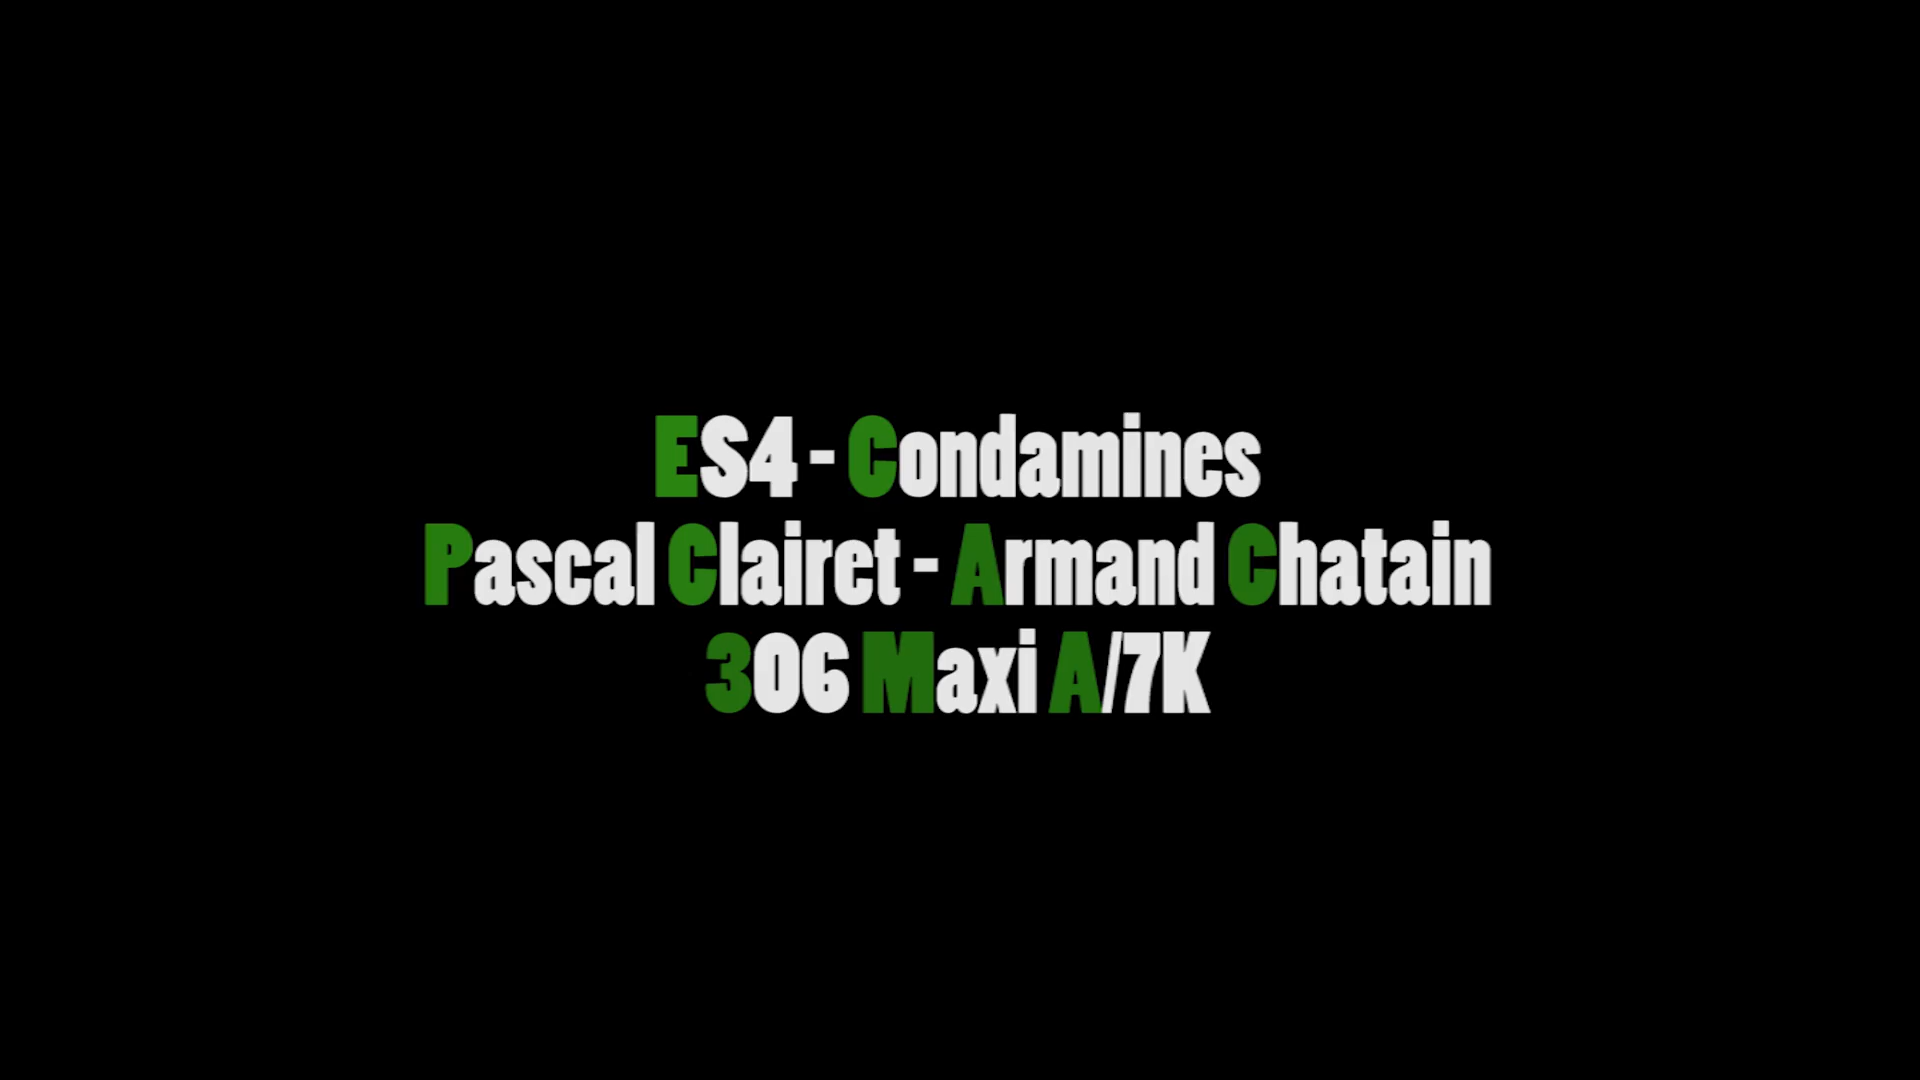 ES4 - Condamines
Pascal Clairet - Armand Chatain
306 Maxi A/7K